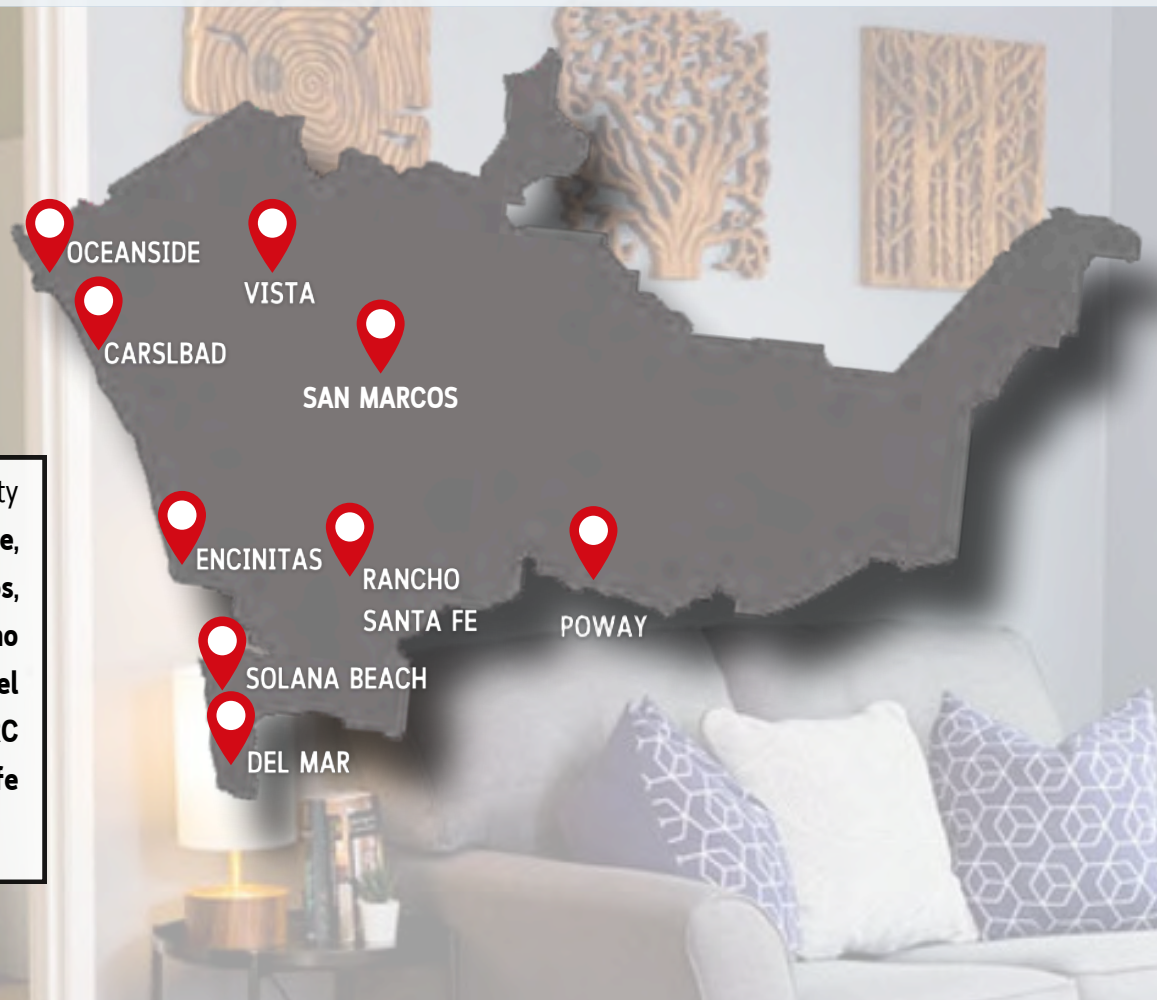 OCEANSIDE
VISTA
CARSLBAD
SAN MARCOS
ENCINITAS
RANCHO
SANTA FE
POWAY
SOLANA BEACH
DEL MAR